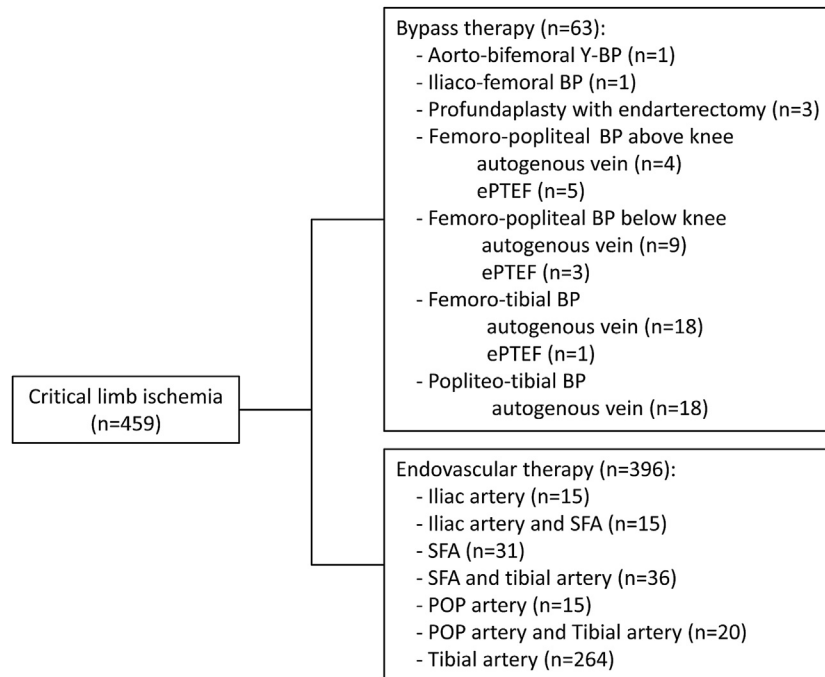 Critical limb ischemia
(n=459)
Bypass therapy (n=63):
- Aorto-bifemoral Y-BP (n=1)
- Iliaco-femoral BP (n=1)
- Profundaplasty with endarterectomy (n=3)
- Femoro-popliteal BP above knee
autogenous vein (n=4)
ePTEF (n=5)
- Femoro-popliteal BP below knee
autogenous vein (n=9)
ePTEF (n=3)
- Femoro-tibial BP
autogenous vein (n=18)
ePTEF (n=1)
- Popliteo-tibial BP
autogenous vein (n=18)
Endovascular therapy (n=396):
- Iliac artery (n=15)
- Iliac artery and SFA (n=15)
- SFA (n=31)
- SFA and tibial artery (n=36)
- POP artery (n=15)
- POP artery and Tibial artery (n=20)
- Tibial artery (n=264)